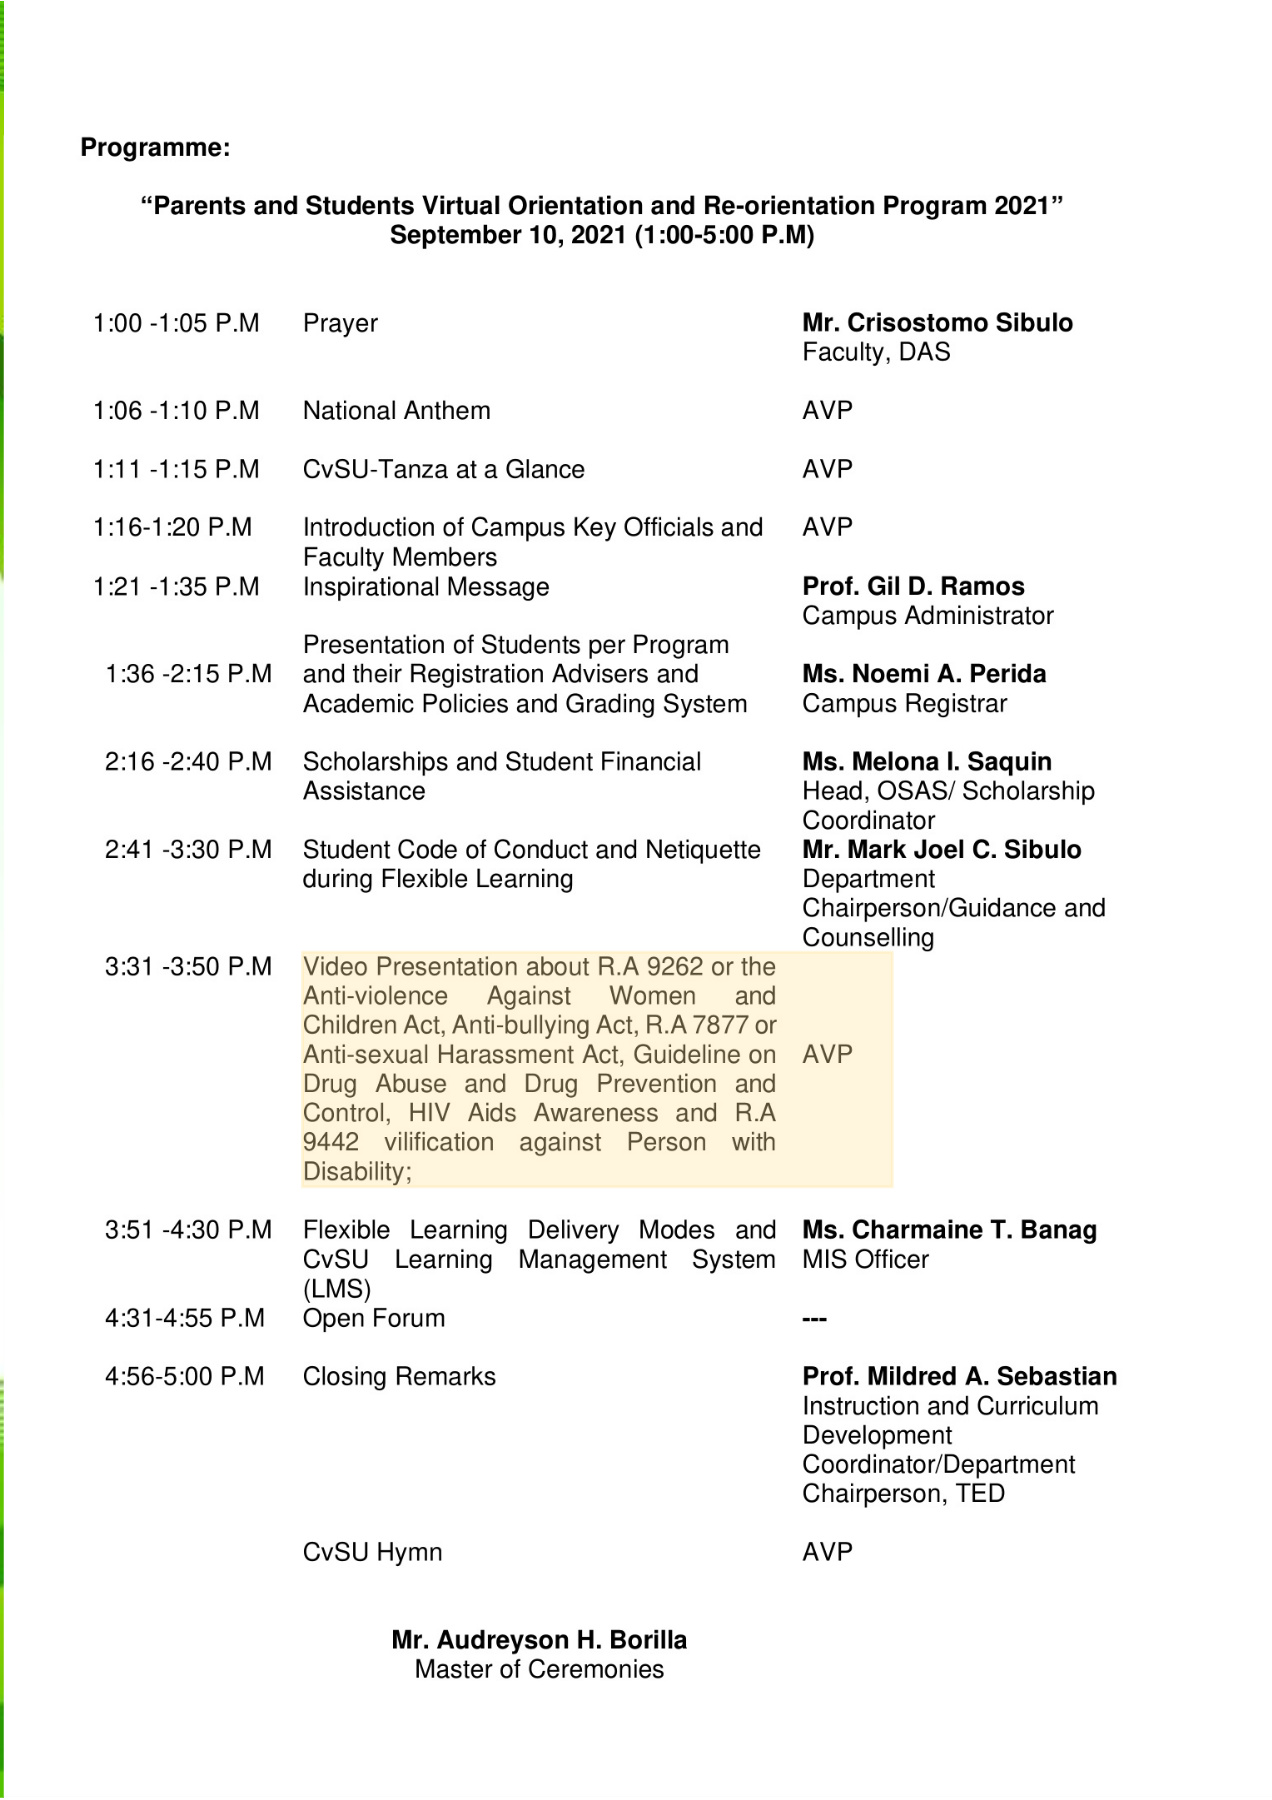 Programme:
“Parents and Students Virtual Orientation and Re-orientation Program 2021”
September 10, 2021 (1:00-5:00 P.M)
1:00 -1:05 P.M Prayer Mr. Crisostomo Sibulo
Faculty, DAS
1:06 -1:10 P.M National Anthem AVP
1:11 -1:15 P.M CvSU-Tanza at a Glance AVP
1:16-1:20 P.M Introduction of Campus Key Officials and AVP
Faculty Members
1:21 -1:35 P.M Inspirational Message Prof. Gil D. Ramos
Campus Administrator
Presentation of Students per Program
1:36 -2:15 P.M and their Registration Advisers and Ms. Noemi A. Perida
Academic Policies and Grading System Campus Registrar
2:16 -2:40 P.M Scholarships and Student Financial Ms. Melona I. Saquin
Assistance Head, OSAS/ Scholarship
Coordinator
2:41 -3:30 P.M Student Code of Conduct and Netiquette Mr. Mark Joel C. Sibulo
during Flexible Learning Department
Chairperson/Guidance and
Counselling
3:31 -3:50 P.M Video Presentation about R.A 9262 or the
Anti-violence Against Women and
Children Act, Anti-bullying Act, R.A 7877 or
Anti-sexual Harassment Act, Guideline on AVP
Drug Abuse and Drug Prevention and
Control, HIV Aids Awareness and R.A
9442 vilification against Person with
Disability;
3:51 -4:30 P.M Flexible Learning Delivery Modes and Ms. Charmaine T. Banag
CvSU Learning Management System MIS Officer
(LMS)
4:31-4:55 P.M Open Forum ---
4:56-5:00 P.M Closing Remarks Prof. Mildred A. Sebastian
Instruction and Curriculum
Development
Coordinator/Department
Chairperson, TED
CvSU Hymn AVP
Mr. Audreyson H. Borilla
Master of Ceremonies